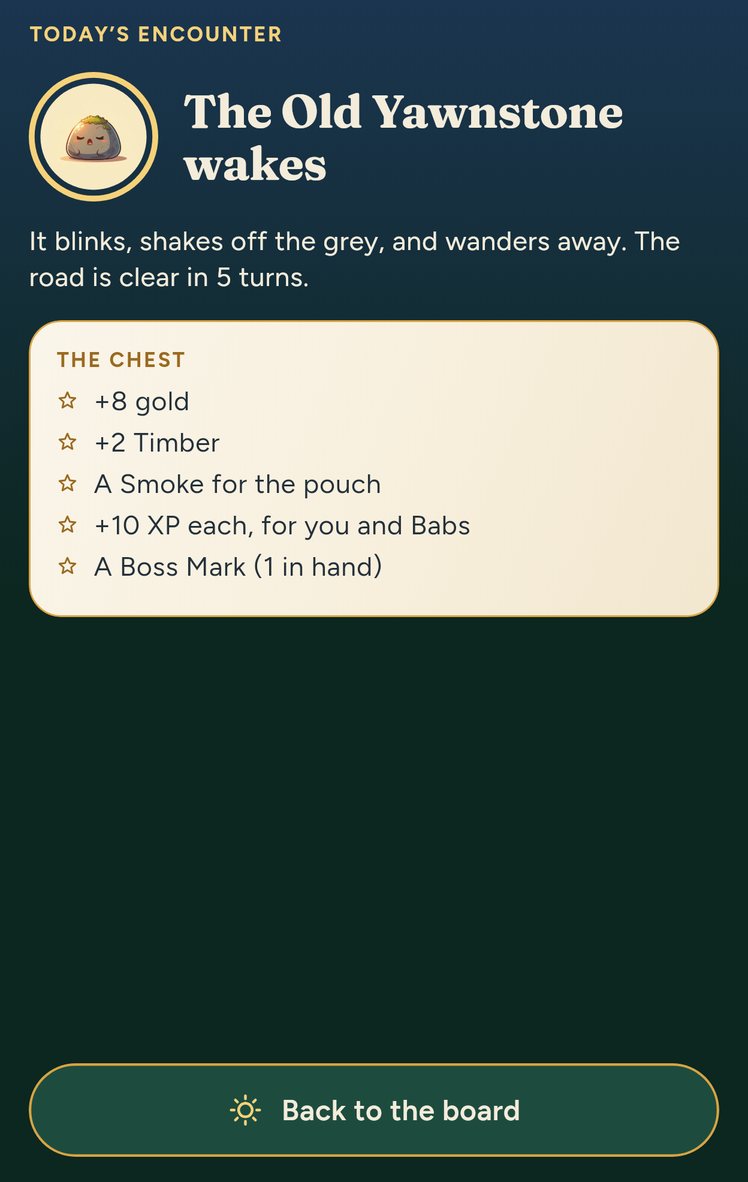 TODAY’S ENCOUNTER
The Old Yawnstone
wakes
It blinks, shakes off the grey, and wanders away. The
road is clear in 5 turns.
THE CHEST
+8 gold
+2 Timber
A Smoke for the pouch
+10 XP each, for you and Babs
A Boss Mark (1 in hand)
Back to the board